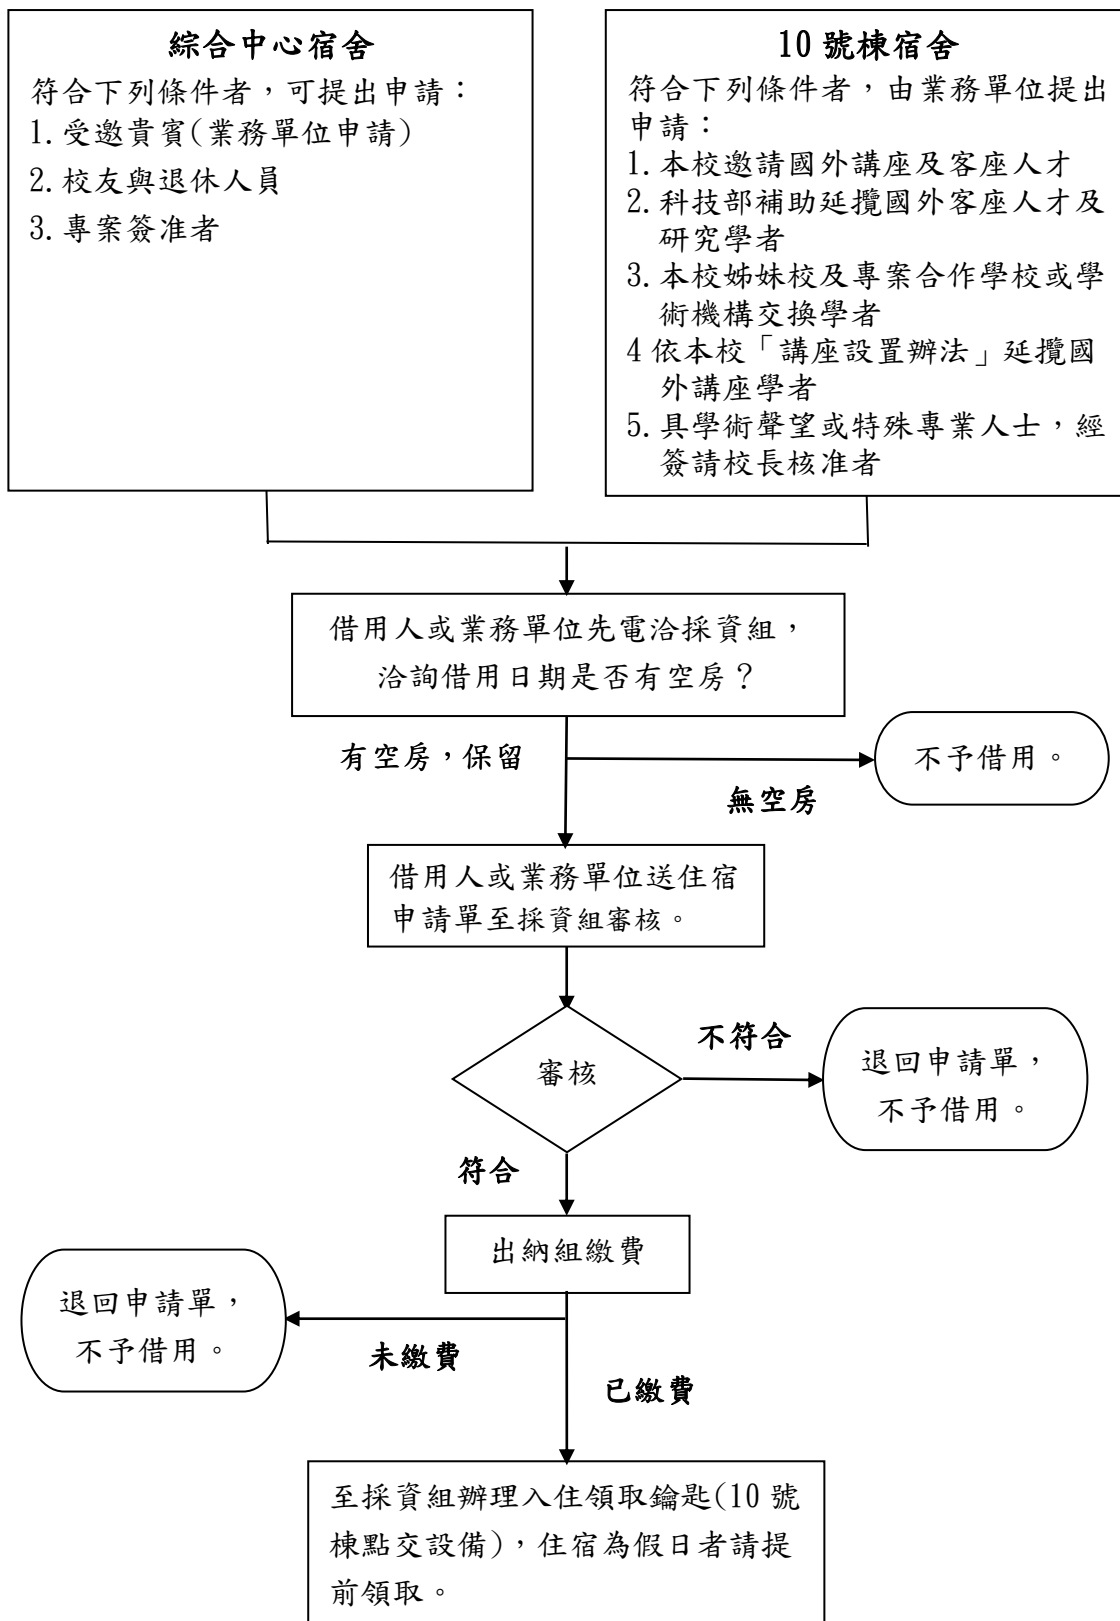 綜合中心宿舍
符合下列條件者，可提出申請：
1.受邀貴賓(業務單位申請)
2.校友與退休人員
3.專案簽准者
10號棟宿舍
符合下列條件者，由業務單位提出
申請：
1.本校邀請國外講座及客座人才
2.科技部補助延攬國外客座人才及
研究學者
3.本校姊妹校及專案合作學校或學
術機構交換學者
4依本校「講座設置辦法」延攬國
外講座學者
5.具學術聲望或特殊專業人士，經
簽請校長核准者
借用人或業務單位先電洽採資組，
洽詢借用日期是否有空房？
有空房，保留
無空房
不予借用。
借用人或業務單位送住宿
申請單至採資組審核。
審核
不符合
退回申請單，
不予借用。
符合
出納組繳費
退回申請單，
不予借用。
未繳費
已繳費
至採資組辦理入住領取鑰匙(10號
棟點交設備)，住宿為假日者請提
前領取。